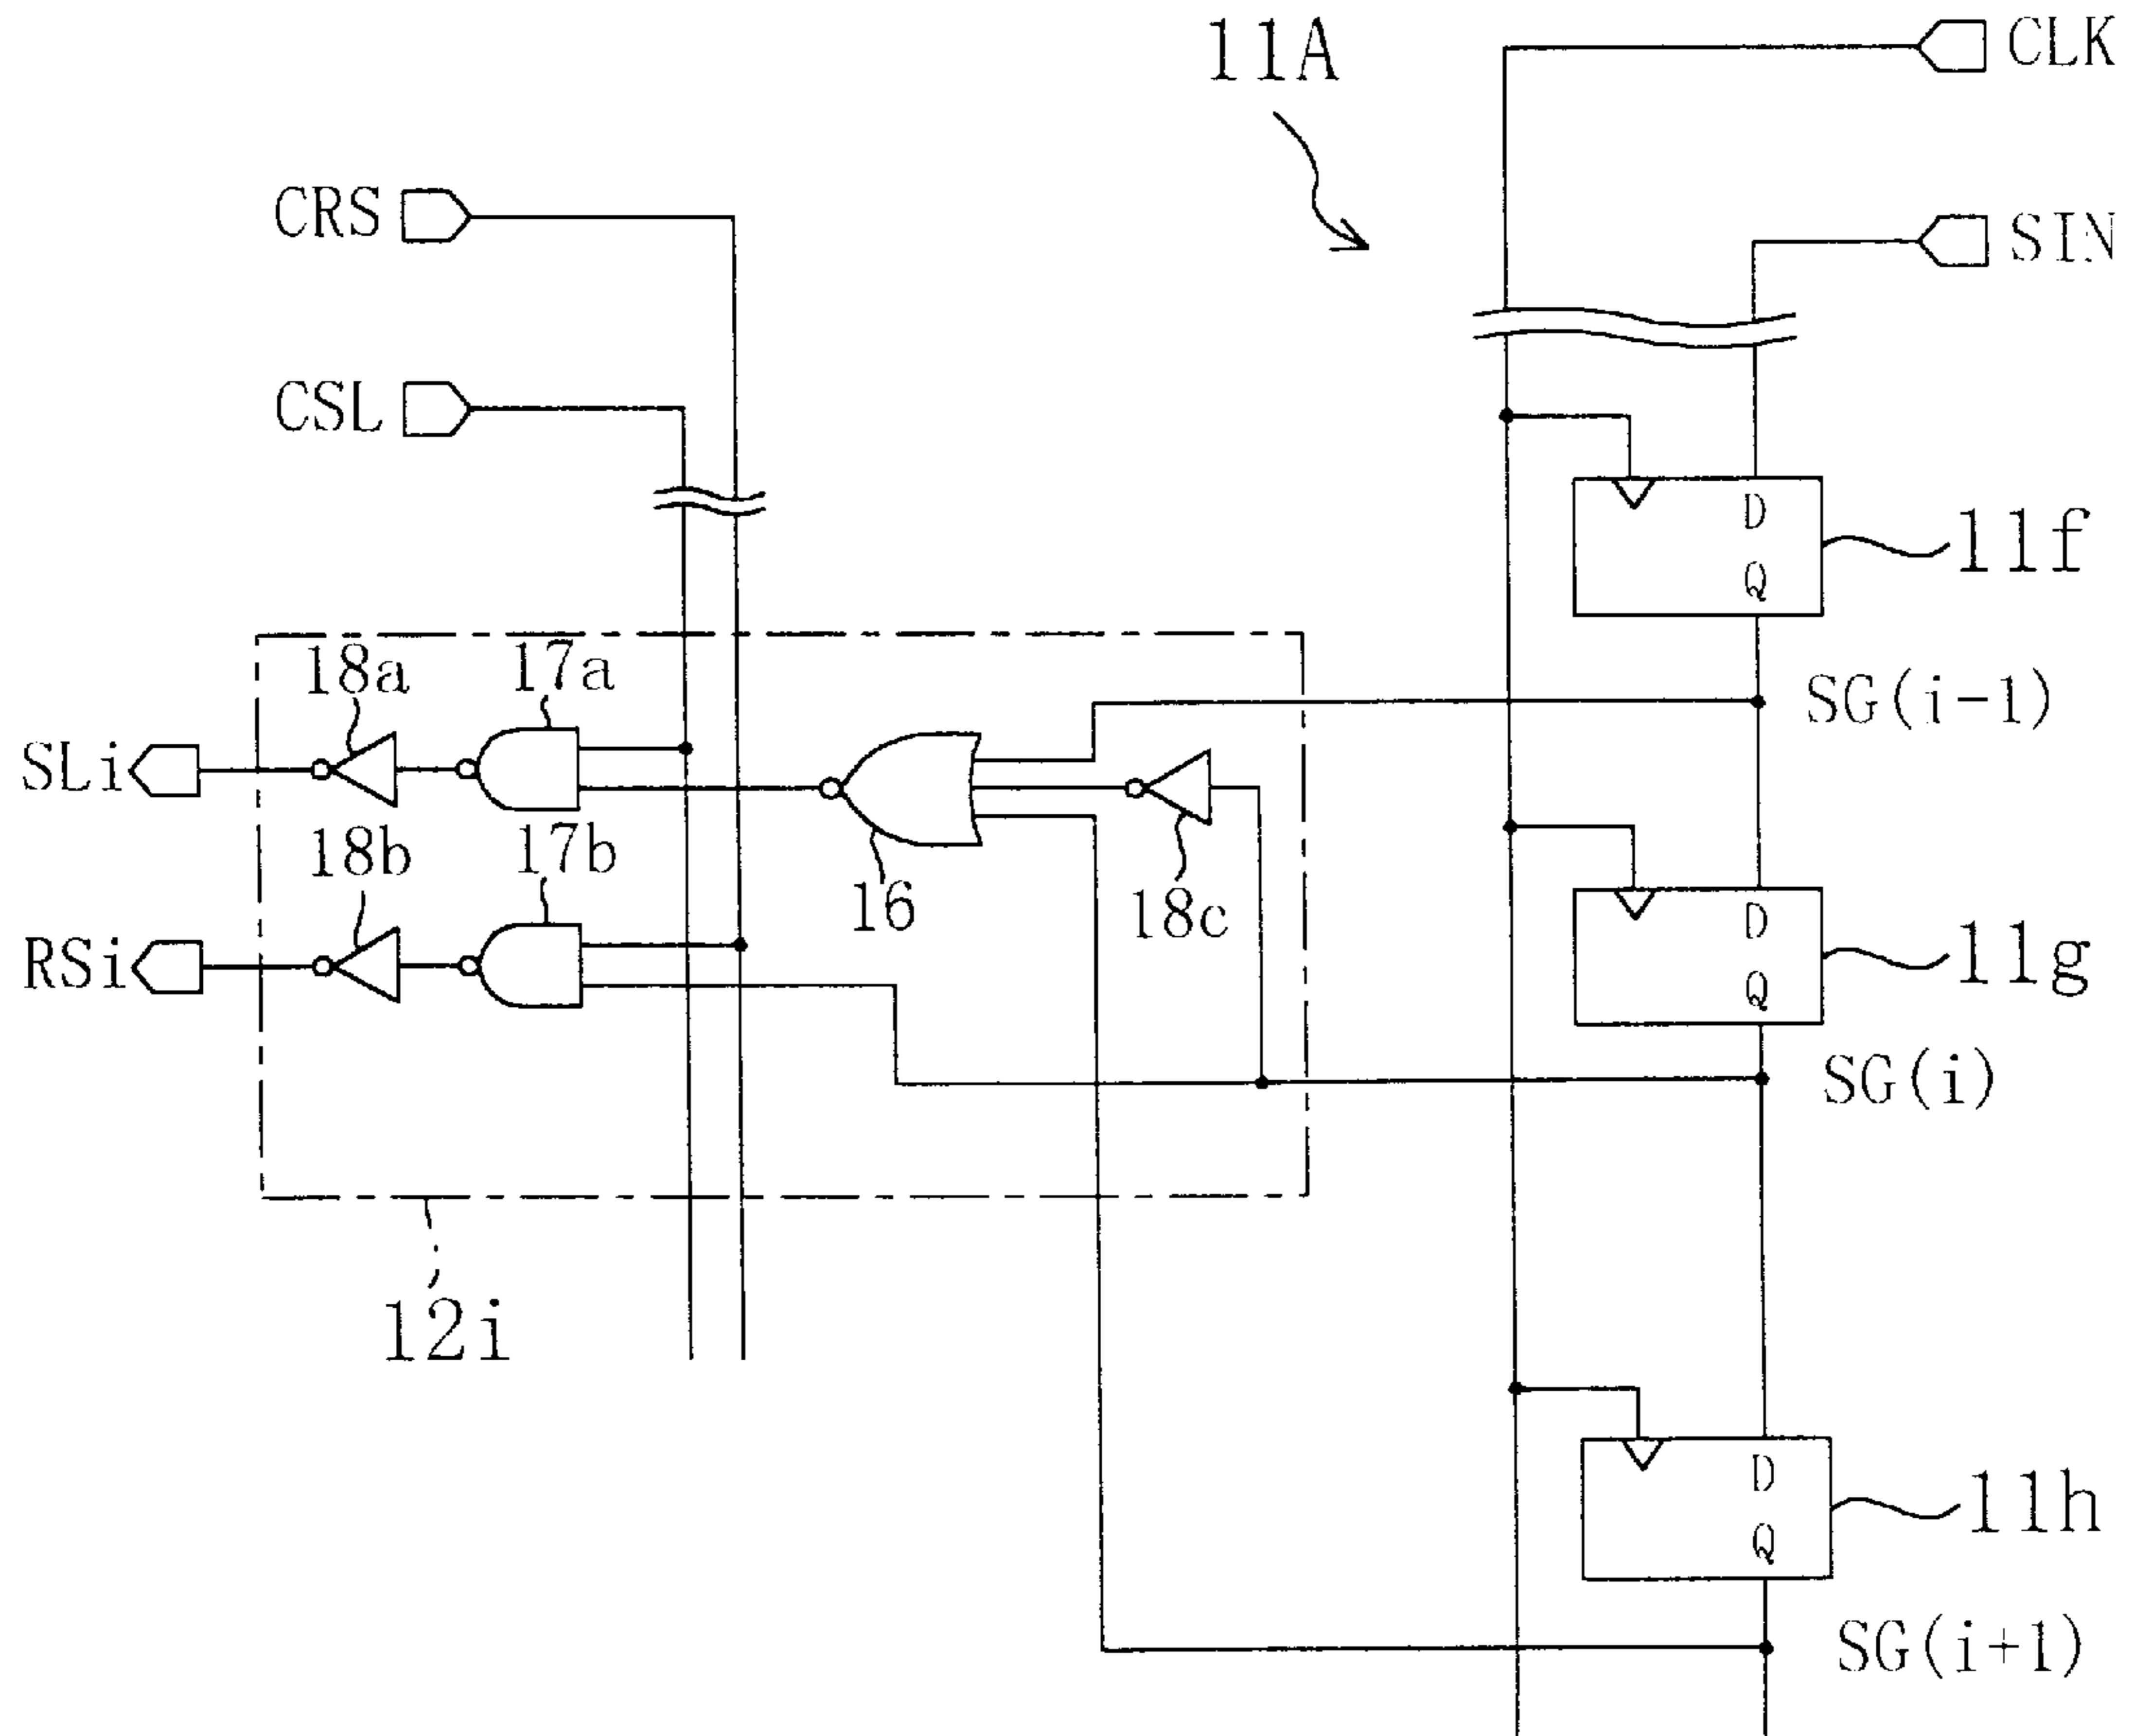 11A
CLK
CRS
SIN
CSL
D
Q
11f
18a
17a
SG(i-1)
SLi
18b
17b
16
18c
D
Q
11g
RSi
SG(i)
12i
D
Q
11h
SG(i+1)